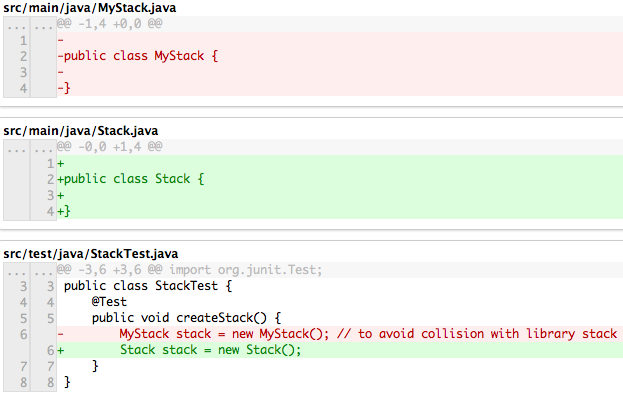 src/main/java/MyStack.java
... ... @@ -1,4 +0,0 @@
1 -
2 -public class MyStack {
3 -
4 -}
src/main/java/Stack.java
... ... @@ -0,0 +1,4 @@
1 +
2 +public class Stack {
3 +
4 +}
src/test/java/StackTest.java
... ... @@ -3,6 +3,6 @@ import org.junit.Test;
3 3 public class StackTest {
4 4 @Test
5 5 public void createStack() {
6 - MyStack stack = new MyStack(); // to avoid collision with library stack
6 + Stack stack = new Stack();
7 7 }
8 8 }